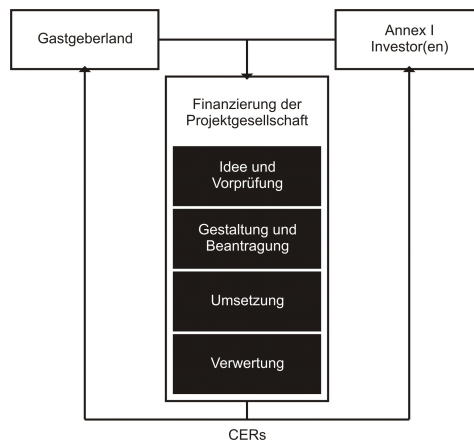 Gastgeberland
Annex I
Investor(en)
Finanzierung der
Projektgesellschaft
Idee und
Vorprüfung
Gestaltung und
Beantragung
Umsetzung
Verwertung
CERs